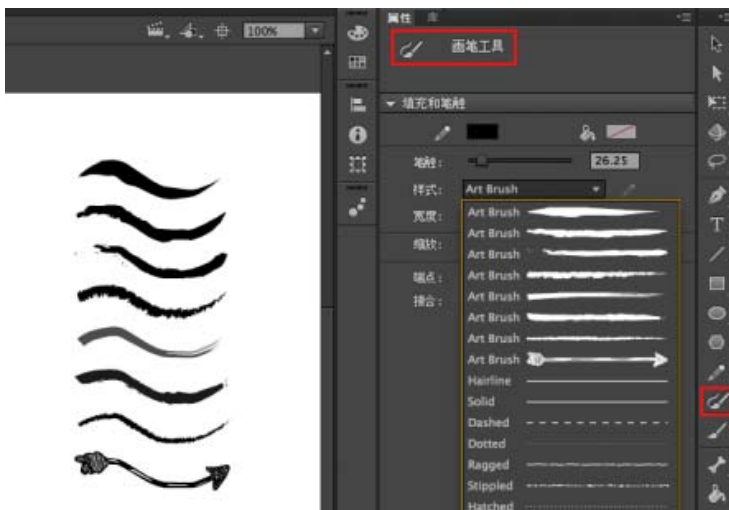 100%
属性 库
画笔工具
填充和笔触
笔触： 26.25
样式： Art Brush
宽度：
缩放：
端点：
接合：
Art Brush
Art Brush
Art Brush
Art Brush
Art Brush
Art Brush
Art Brush
Art Brush
Hairline
Solid
Dashed
Dotted
Ragged
Stippled
Hatched